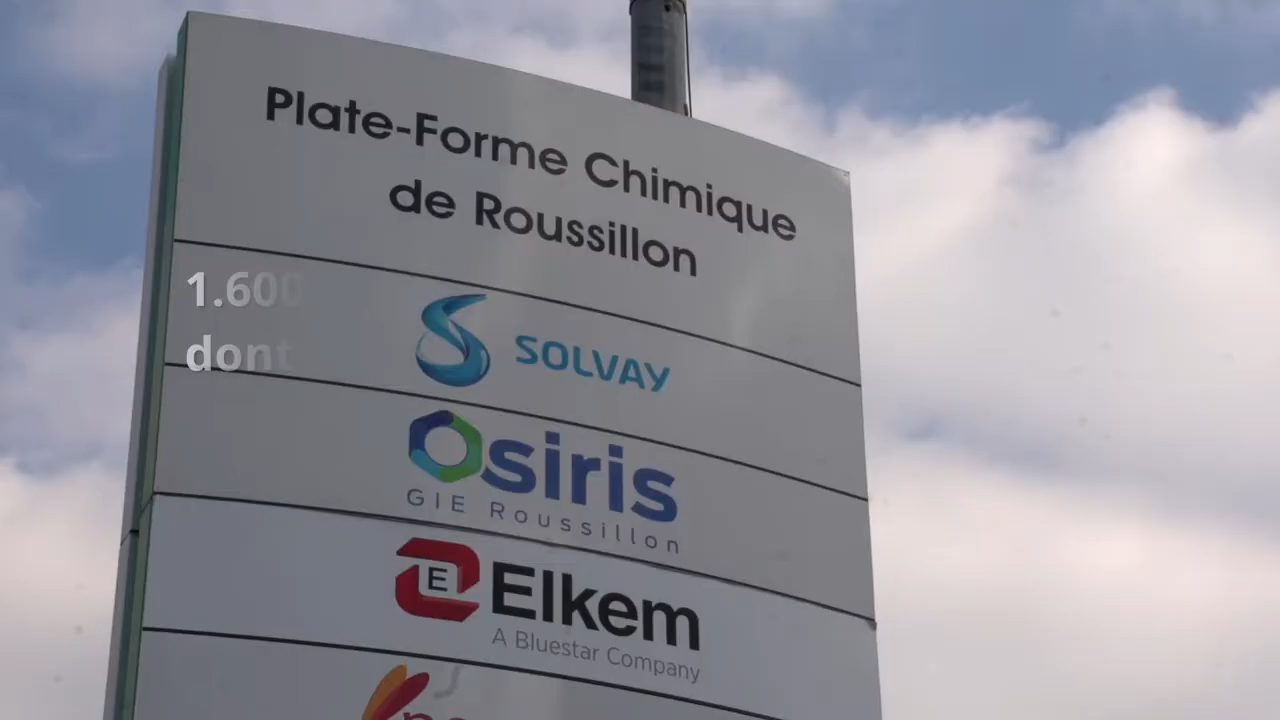 Plate-Forme Chimique
de Roussillon
1.600
dont
SOLVAY
Osiris
GIE Roussillon
E Elkem
A Bluestar Company